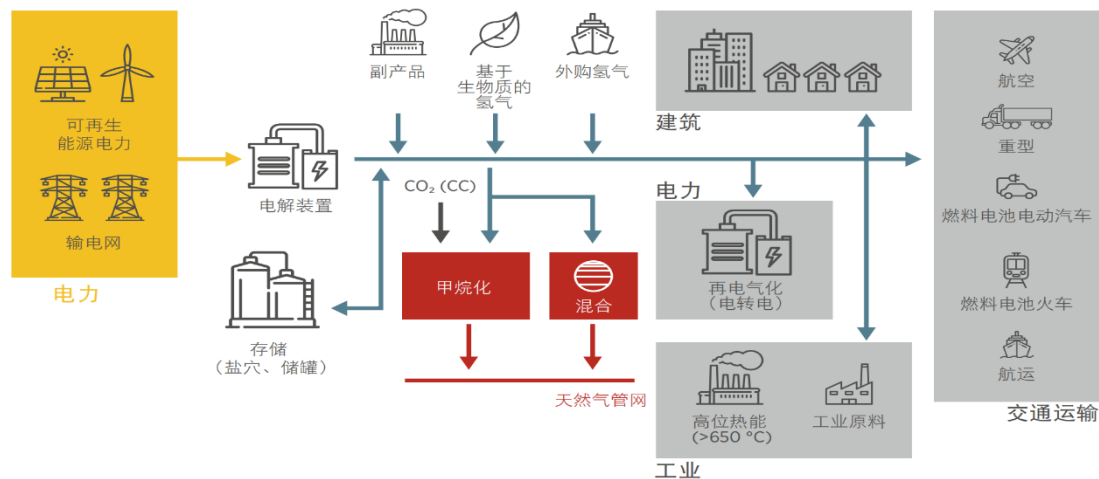 可再生
能源电力
输电网
电力
电解装置
存储
(盐穴、储罐)
副产品
基于
生物质的
氢气
外购氢气
CO₂ (CC)
甲烷化
混合
天然气管网
建筑
电力
再电气化
(电转电)
高位热能
(>650 °C)
工业原料
工业
航空
重型
燃料电池电动汽车
燃料电池火车
航运
交通运输